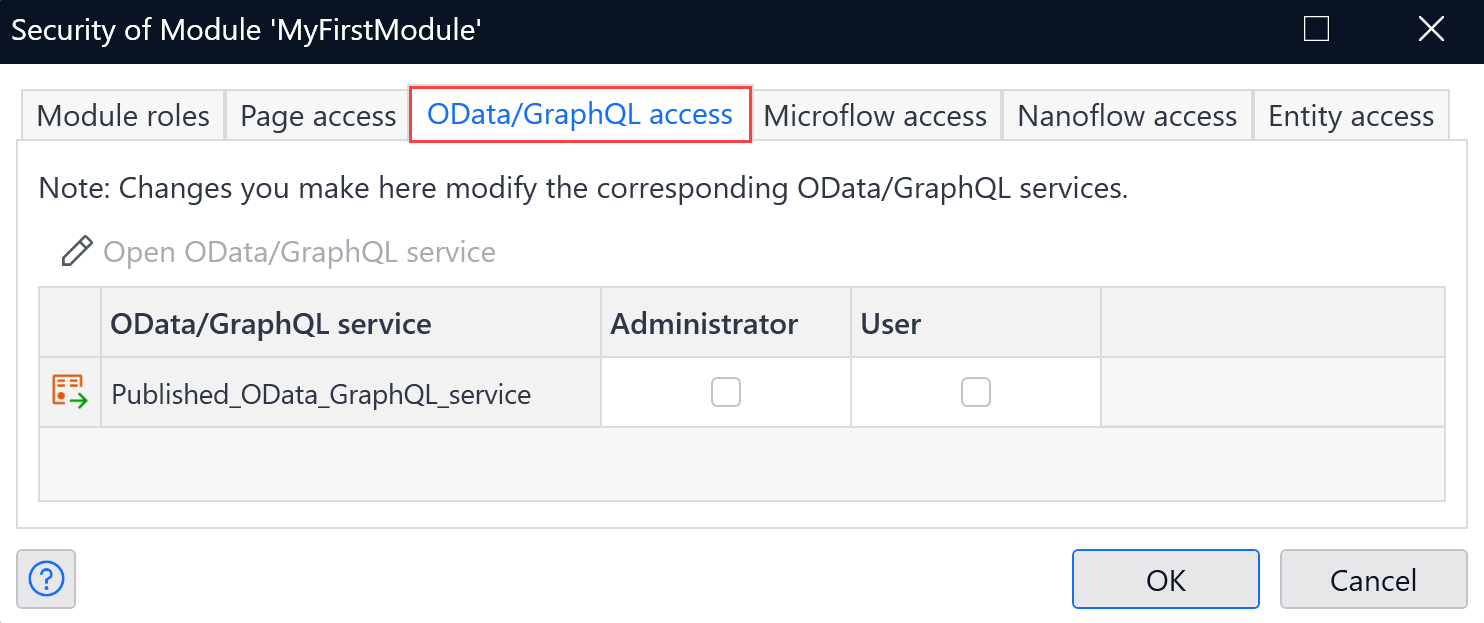 Security of Module 'MyFirstModule'
Module roles Page access OData/GraphQL access Microflow access Nanoflow access Entity access
Note: Changes you make here modify the corresponding OData/GraphQL services.
Open OData/GraphQL service
OData/GraphQL service Administrator User
Published_OData_GraphQL_service
? OK Cancel